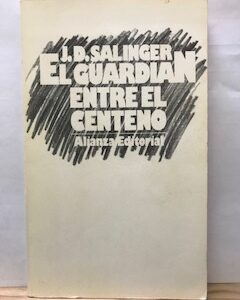 J. D. SALINGER
EL GUARDIAN
ENTRE EL
CENTENO
Alianza Editorial